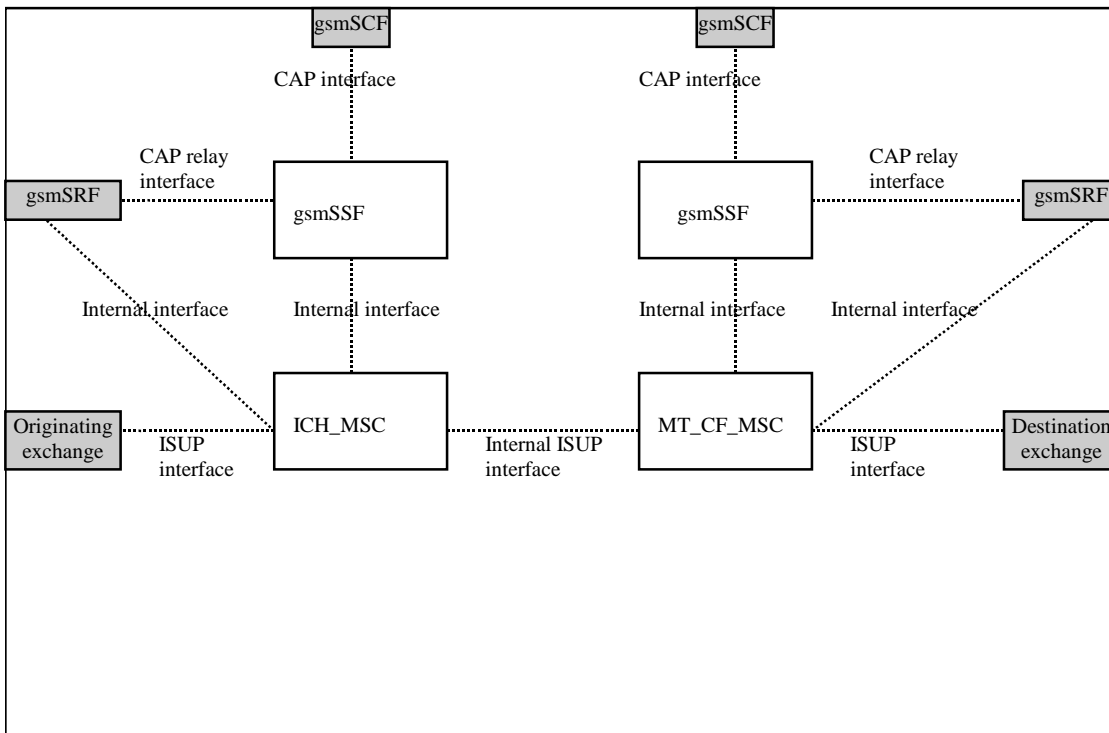 gsmSCF
gsmSCF
CAP interface
CAP interface
CAP relay
interface
CAP relay
interface
gsmSRF
gsmSSF
gsmSSF
gsmSRF
Internal interface
Internal interface
Internal interface
Internal interface
Originating
exchange
ISUP
interface
ICH_MSC
Internal ISUP
interface
MT_CF_MSC
ISUP
interface
Destination
exchange